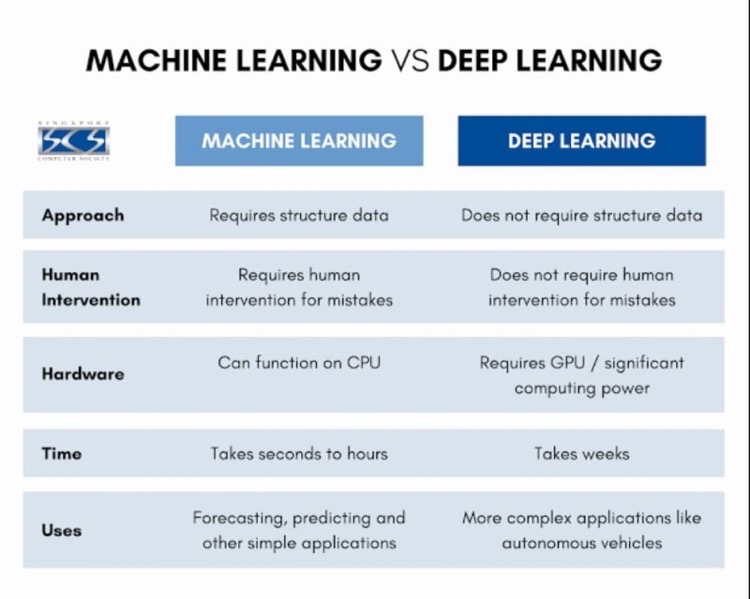 MACHINE LEARNING VS DEEP LEARNING
SINGAPORE
SCS
COMPUTER SOCIETY
MACHINE LEARNING
DEEP LEARNING
Approach
Requires structure data
Does not require structure data
Human
Intervention
Requires human
intervention for mistakes
Does not require human
intervention for mistakes
Hardware
Can function on CPU
Requires GPU / significant
computing power
Time
Takes seconds to hours
Takes weeks
Uses
Forecasting, predicting and
other simple applications
More complex applications like
autonomous vehicles